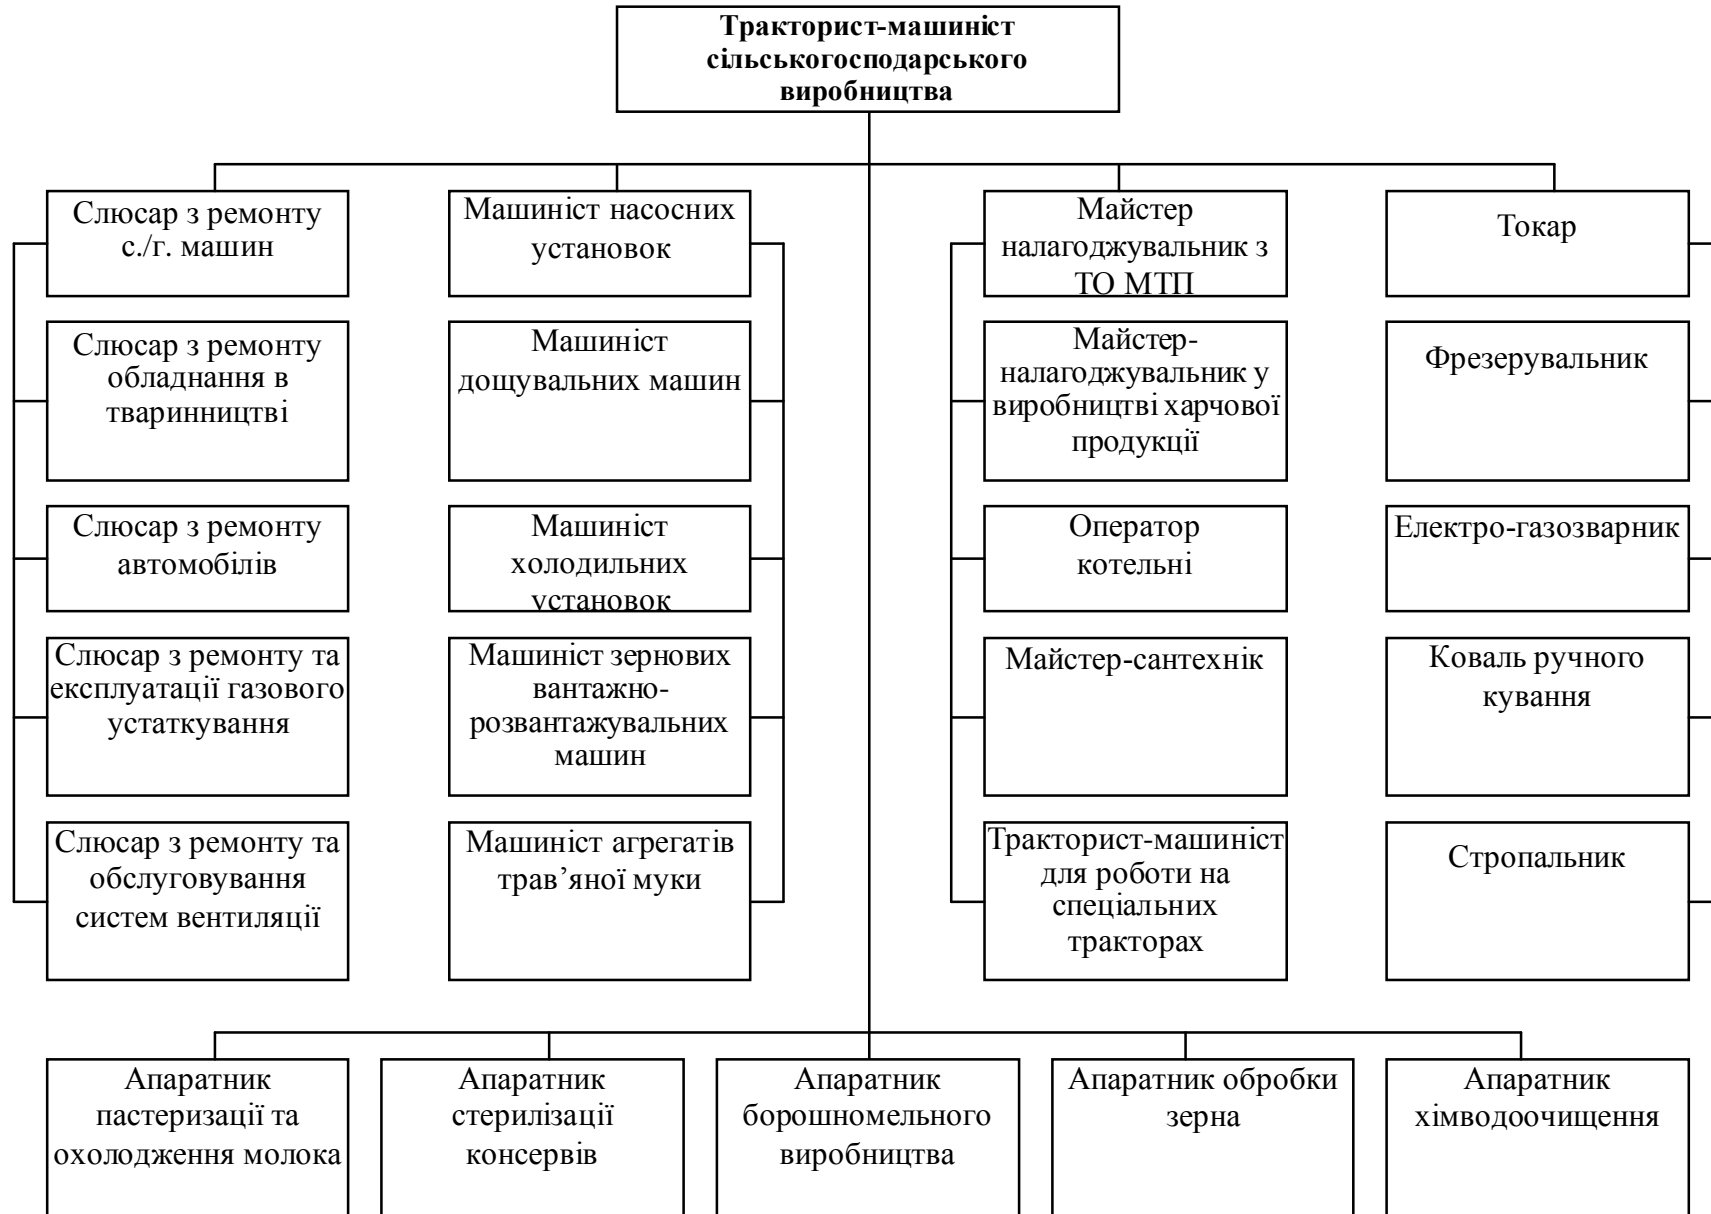 Тракторист-машиніст
сільськогосподарського
виробництва
Слюсар з ремонту
с./г. машин
Машиніст насосних
установок
Майстер
налагоджувальник з
ТО МТП
Токар
Слюсар з ремонту
обладнання в
тваринництві
Машиніст
дощувальних машин
Майстер-
налагоджувальник у
виробництві харчової
продукції
Фрезерувальник
Слюсар з ремонту
автомобілів
Машиніст
холодильних
установок
Оператор
котельні
Електро-газозварник
Слюсар з ремонту та
експлуатації газового
устаткування
Машиніст зернових
вантажно-
розвантажувальних
машин
Майстер-сантехнік
Коваль ручного
кування
Слюсар з ремонту та
обслуговування
систем вентиляції
Машиніст агрегатів
трав’яної муки
Тракторист-машиніст
для роботи на
спеціальних
тракторах
Стропальник
Апаратник
пастеризації та
охолодження молока
Апаратник
стерилізації
консервів
Апаратник
борошномельного
виробництва
Апаратник обробки
зерна
Апаратник
хімводоочищення